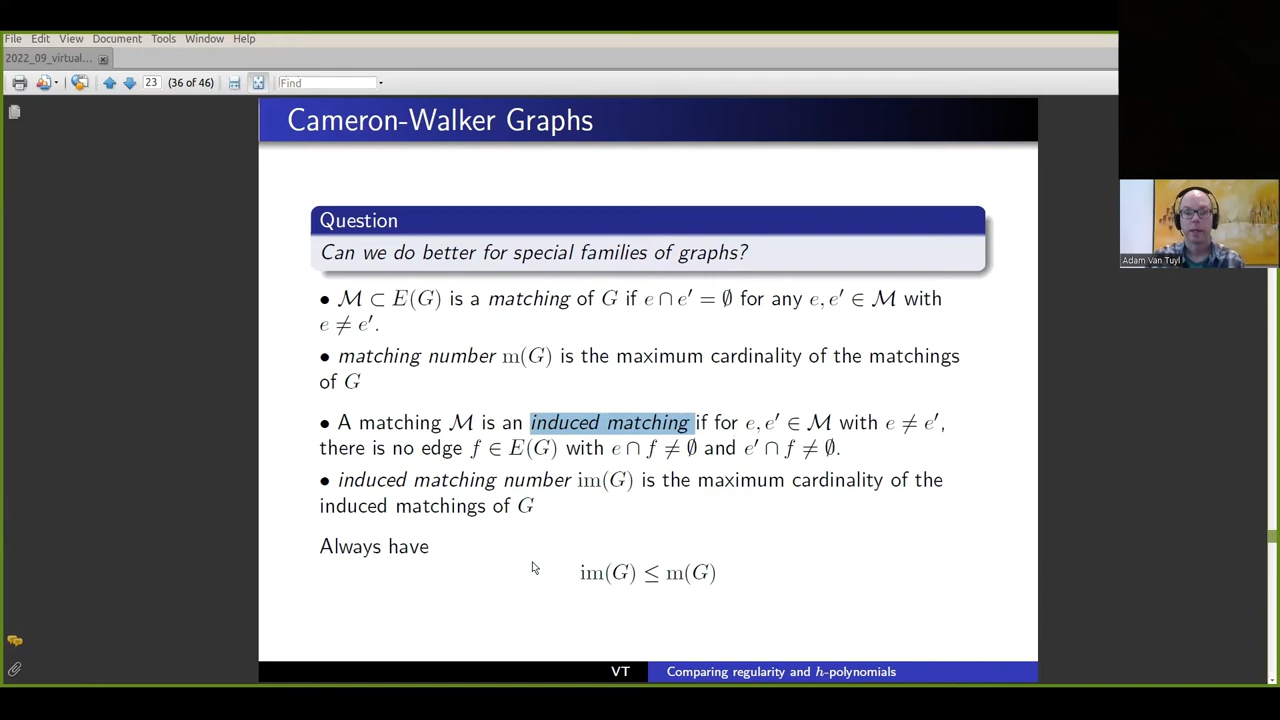 File Edit View Document Tools Window Help
2022_09_virtual...
23 (36 of 46) Find
Cameron-Walker Graphs
Question
Can we do better for special families of graphs?
• ℳ ⊂ E(G) is a matching of G if e ∩ e′ = ∅ for any e, e′ ∈ ℳ with
e ≠ e′.
• matching number m(G) is the maximum cardinality of the matchings
of G
• A matching ℳ is an induced matching if for e, e′ ∈ ℳ with e ≠ e′,
there is no edge f ∈ E(G) with e ∩ f ≠ ∅ and e′ ∩ f ≠ ∅.
• induced matching number im(G) is the maximum cardinality of the
induced matchings of G
Always have
im(G) ≤ m(G)
VT Comparing regularity and h-polynomials
Adam Van Tuyl